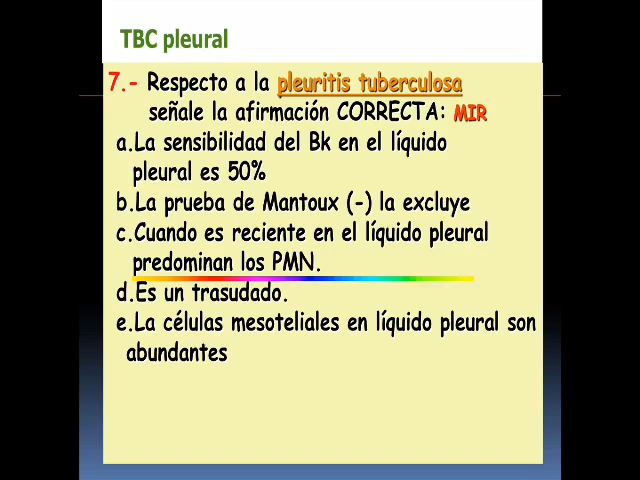 TBC pleural
7.- Respecto a la pleuritis tuberculosa
señale la afirmación CORRECTA: MIR
a.La sensibilidad del Bk en el líquido
pleural es 50%
b.La prueba de Mantoux (-) la excluye
c.Cuando es reciente en el líquido pleural
predominan los PMN.
d.Es un trasudado.
e.La células mesoteliales en líquido pleural son
abundantes